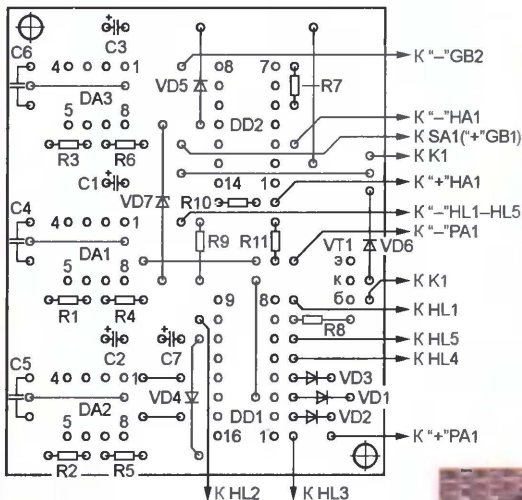 C6
C3
4
1
VD5
8
7
R7
К “–”GB2
DA3
5
8
DD2
К “–”HA1
К SA1(“+”GB1)
R3
R6
К K1
C1
VD7
14
1
R10
К “+”HA1
C4
К “–”HL1–HL5
4
1
R9
R11
К “–”PA1
DA1
VT1
э
VD6
5
8
к
б
К K1
9
8
R1
R4
К HL1
R8
C2
C7
К HL5
C5
К HL4
4
1
VD4
VD3
DA2
VD1
DD1
VD2
5
8
16
1
К “+”PA1
R2
R5
К HL2
К HL3